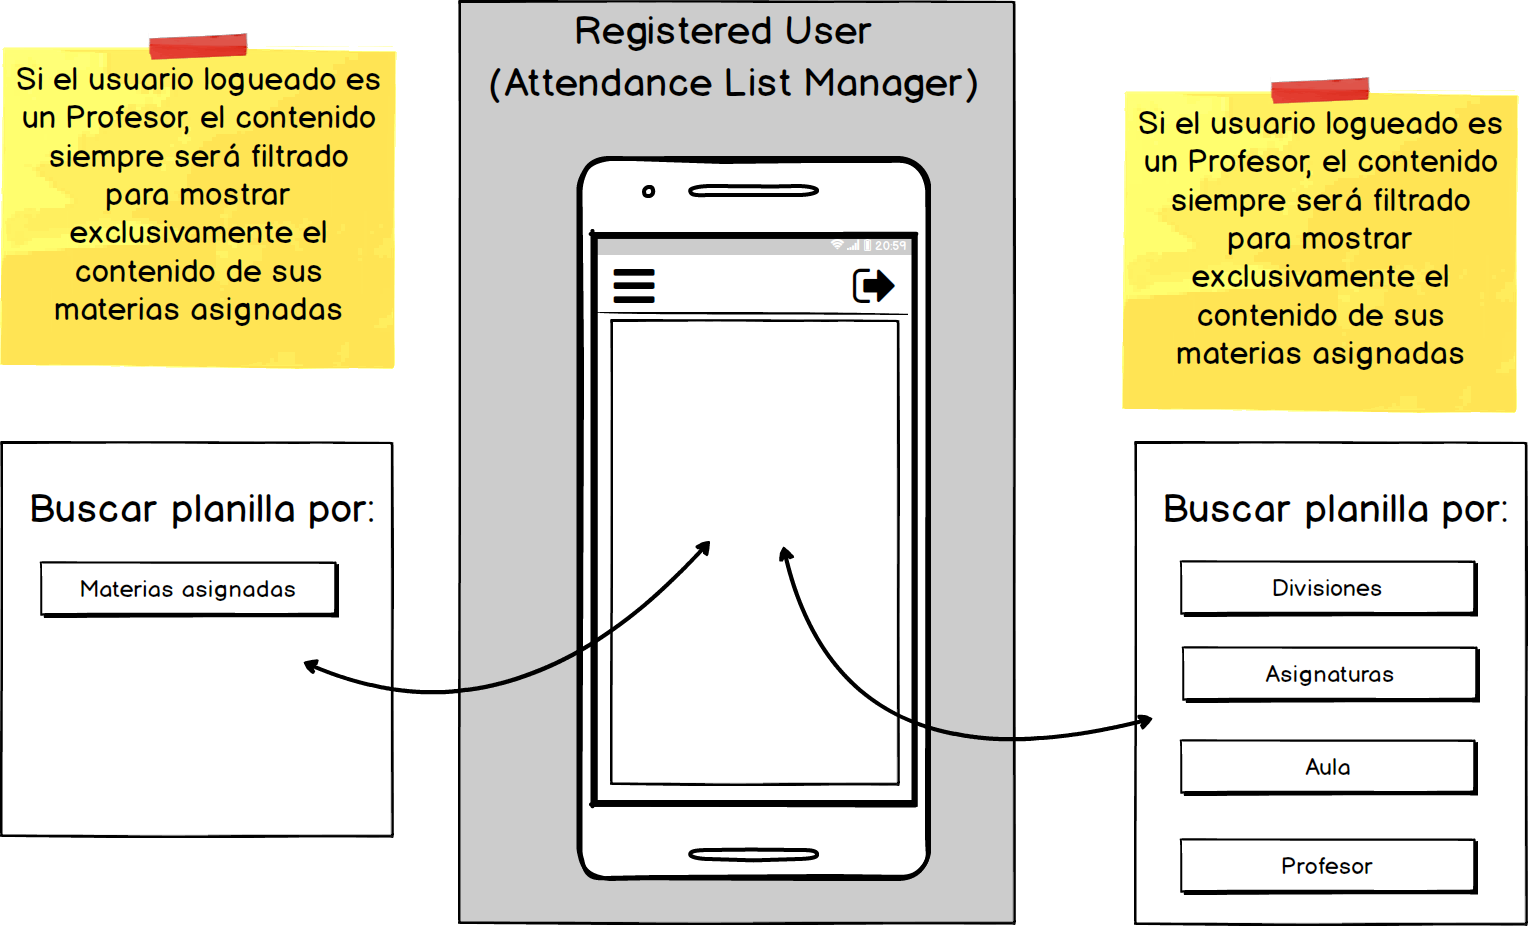 Registered User
(Attendance List Manager)
Si el usuario logueado es
un Profesor, el contenido
siempre será filtrado
para mostrar
exclusivamente el
contenido de sus
materias asignadas
Buscar planilla por:
Materias asignadas
20:59
Si el usuario logueado es
un Profesor, el contenido
siempre será filtrado
para mostrar
exclusivamente el
contenido de sus
materias asignadas
Buscar planilla por:
Divisiones
Asignaturas
Aula
Profesor